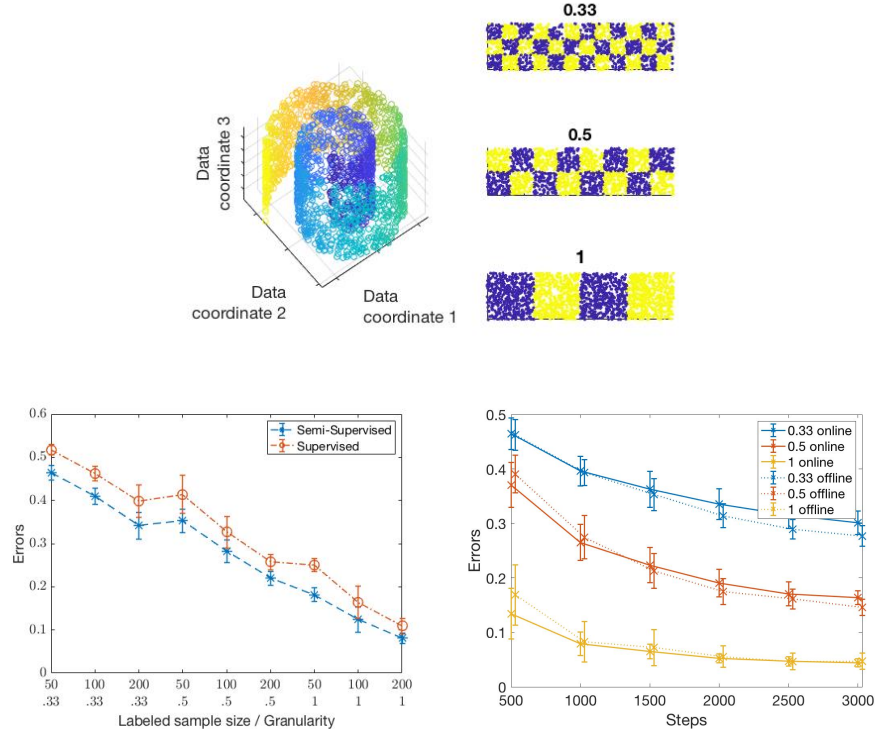 0.33
0.5
1
Data
coordinate 3
Data
coordinate 2
Data
coordinate 1
0.6
0.5
0.4
0.3
0.2
0.1
0
Errors
Semi-Supervised
Supervised
50 100 200 50 100 200 50 100 200
.33 .33 .33 .5 .5 .5 1 1 1
Labeled sample size / Granularity
0.5
0.4
0.3
0.2
0.1
0
Errors
0.33 online
0.5 online
1 online
0.33 offline
0.5 offline
1 offline
500 1000 1500 2000 2500 3000
Steps